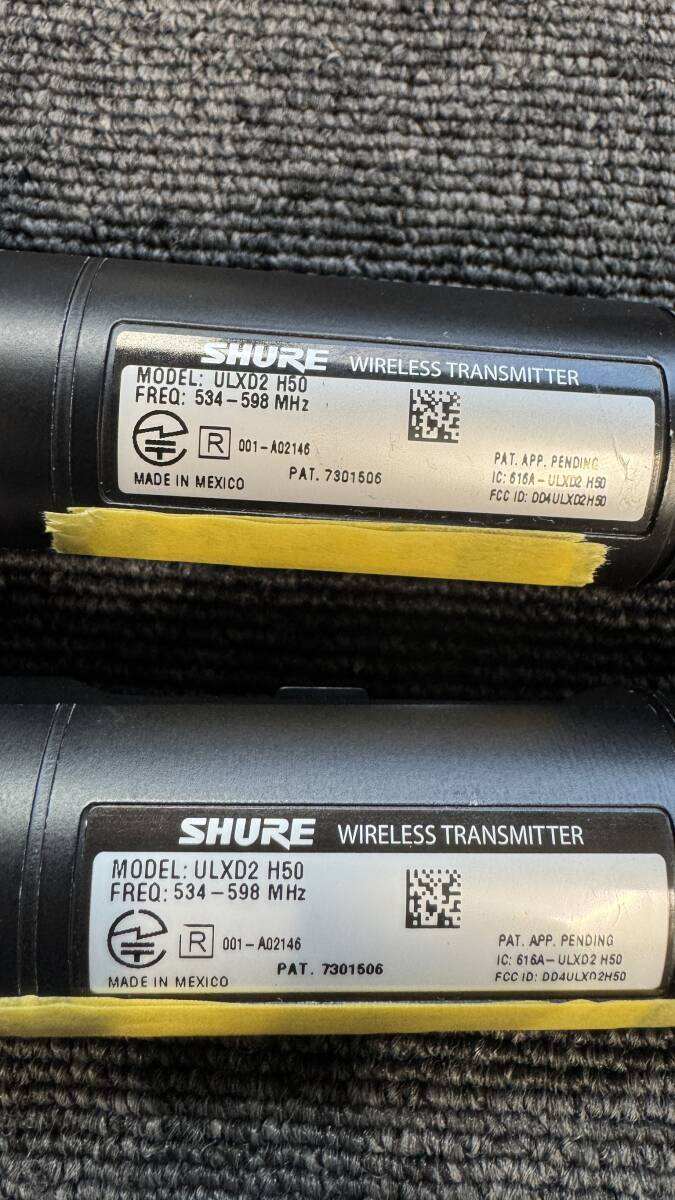 SHURE WIRELESS TRANSMITTER
MODEL: ULXD2 H50
FREQ: 534-598 MHz
R 001-A02146
MADE IN MEXICO
PAT. 7301506
PAT. APP. PENDING
IC: 616A-ULXD2 H50
FCC ID: DD4ULXD2H50
SHURE WIRELESS TRANSMITTER
MODEL: ULXD2 H50
FREQ: 534-598 MHz
R 001-A02146
MADE IN MEXICO
PAT. 7301506
PAT. APP. PENDING
IC: 616A-ULXD2 H50
FCC ID: DD4ULXD2H50